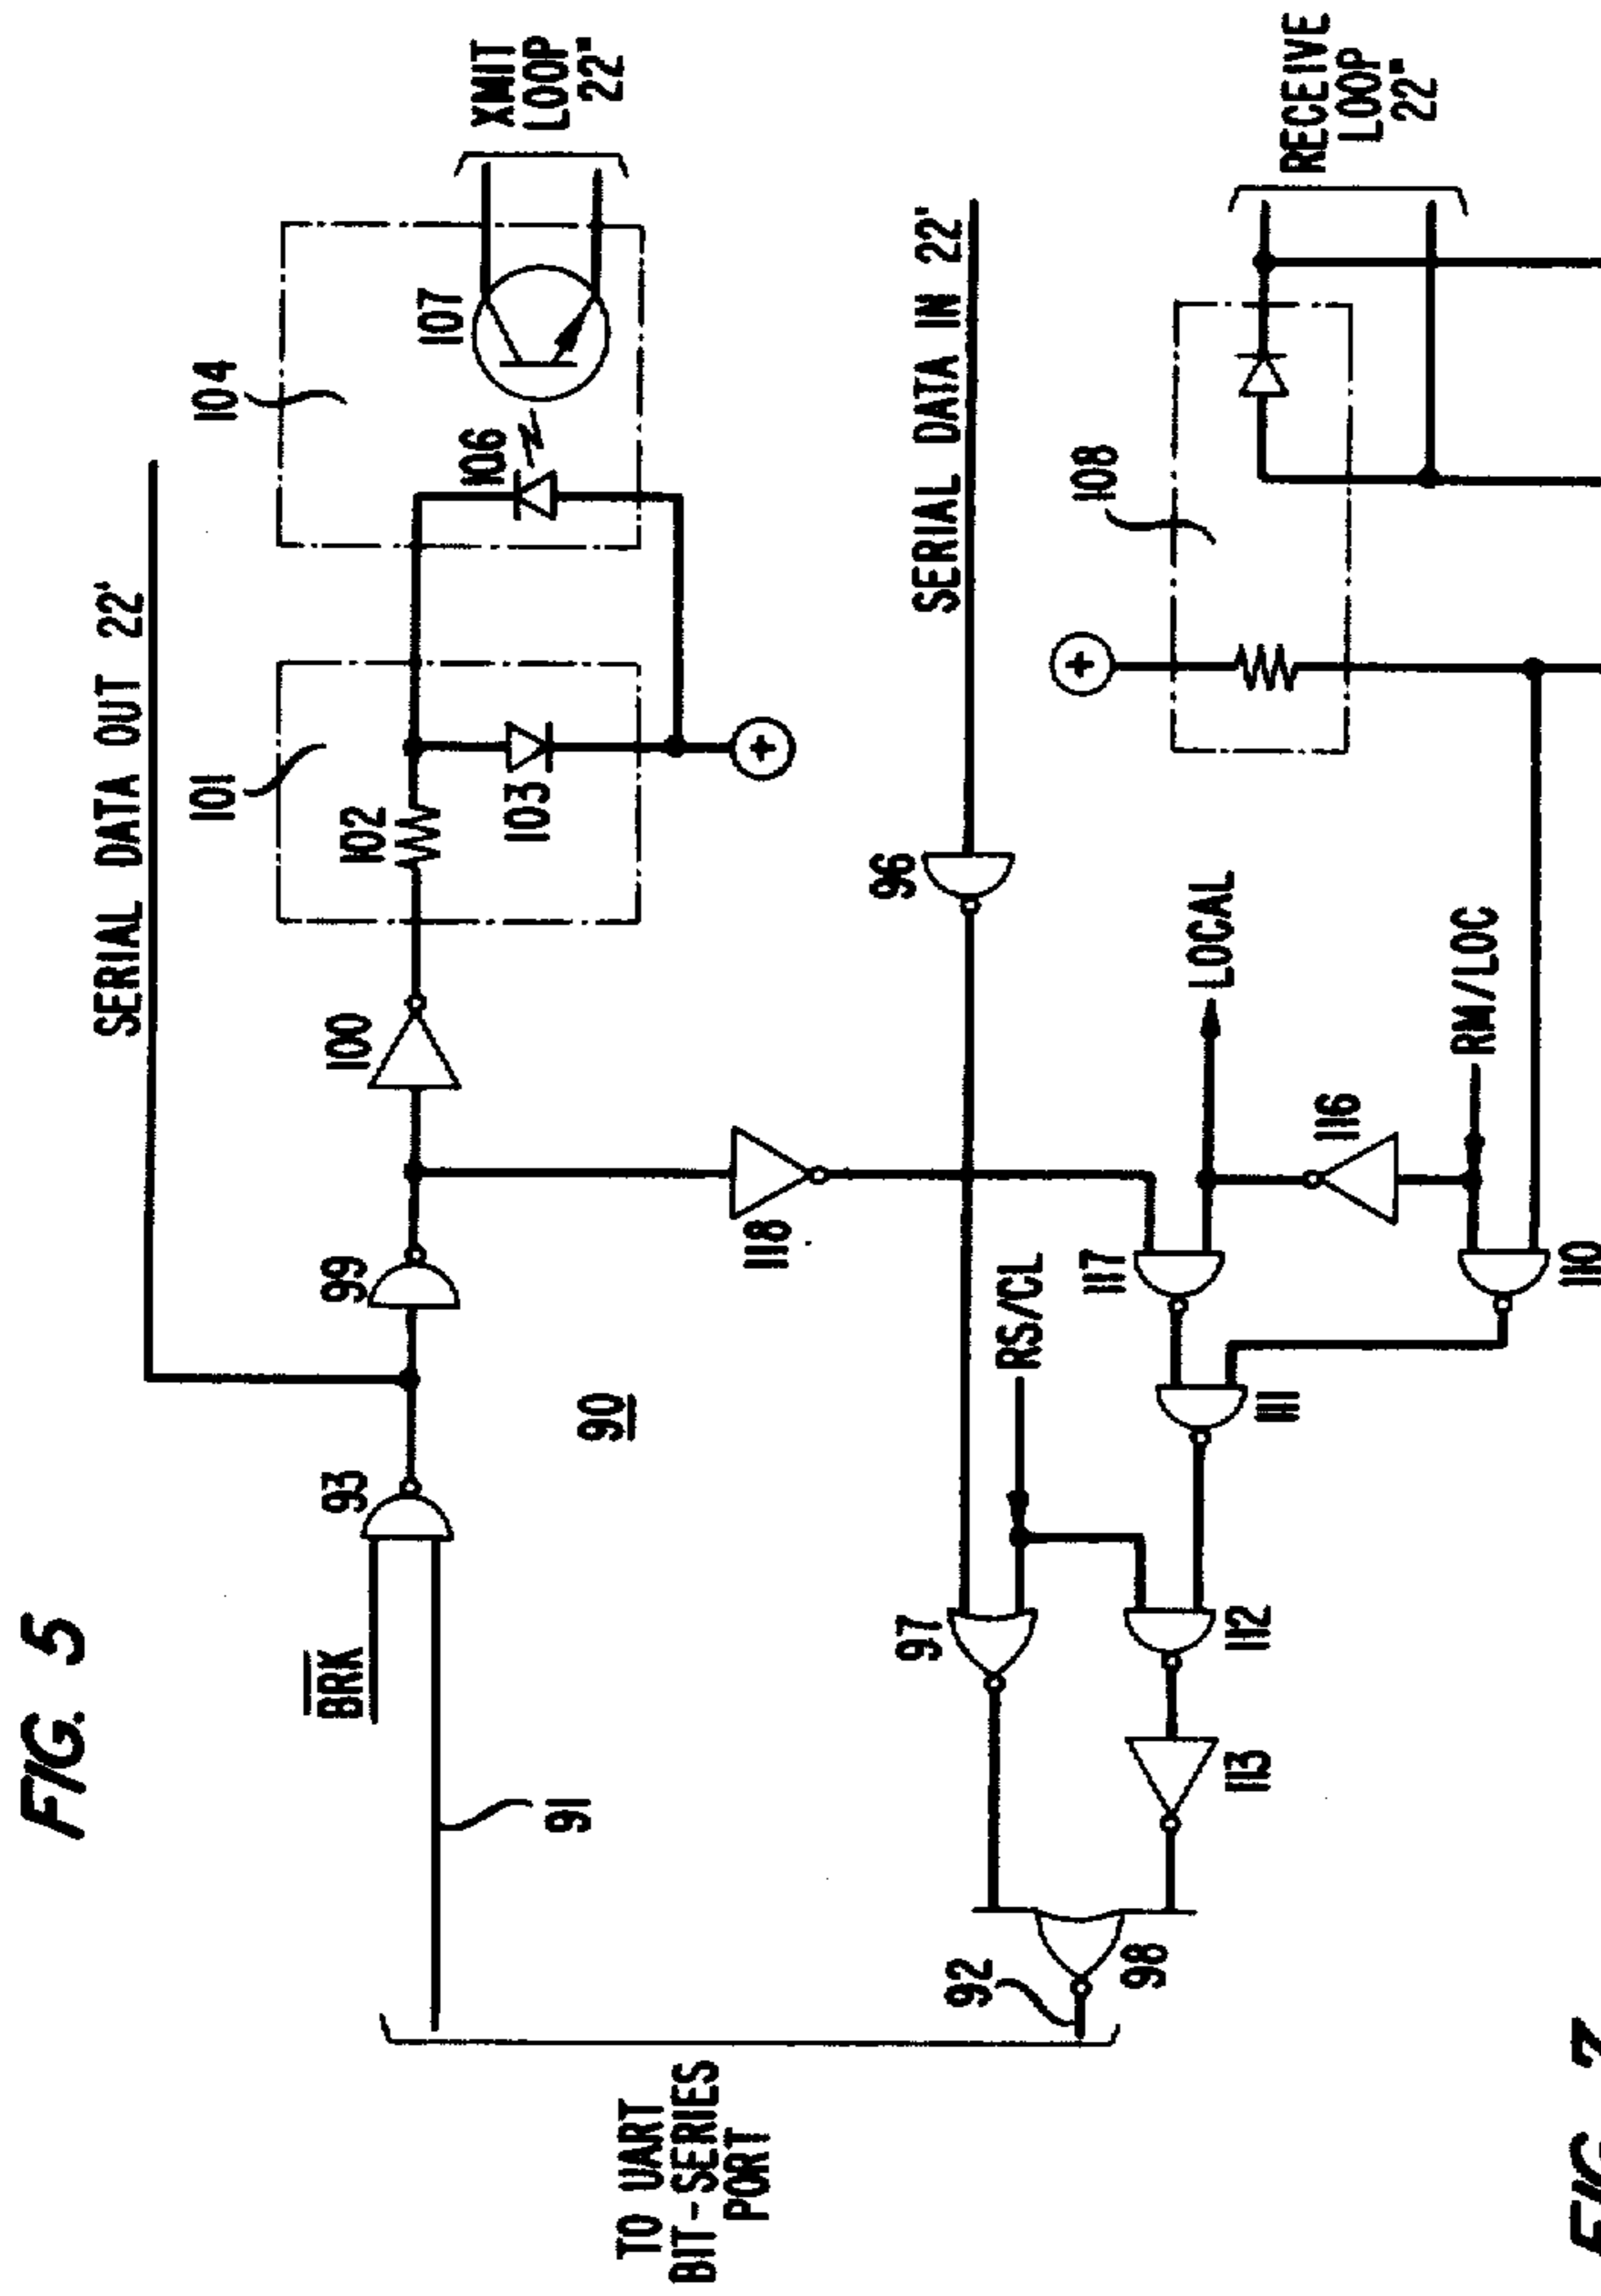 FIG. 5
SERIAL DATA OUT 22'
BRK
93
99
100
101
102
103
104
106
107
XMIT
LOOP
22"
91
90
118
SERIAL DATA IN 22'
96
RS/CL
97
117
LOCAL
108
+
+
RECEIVE
LOOP
22"
116
RM/LOC
110
111
112
113
92
98
TO UART
BIT-SERIES
PORT